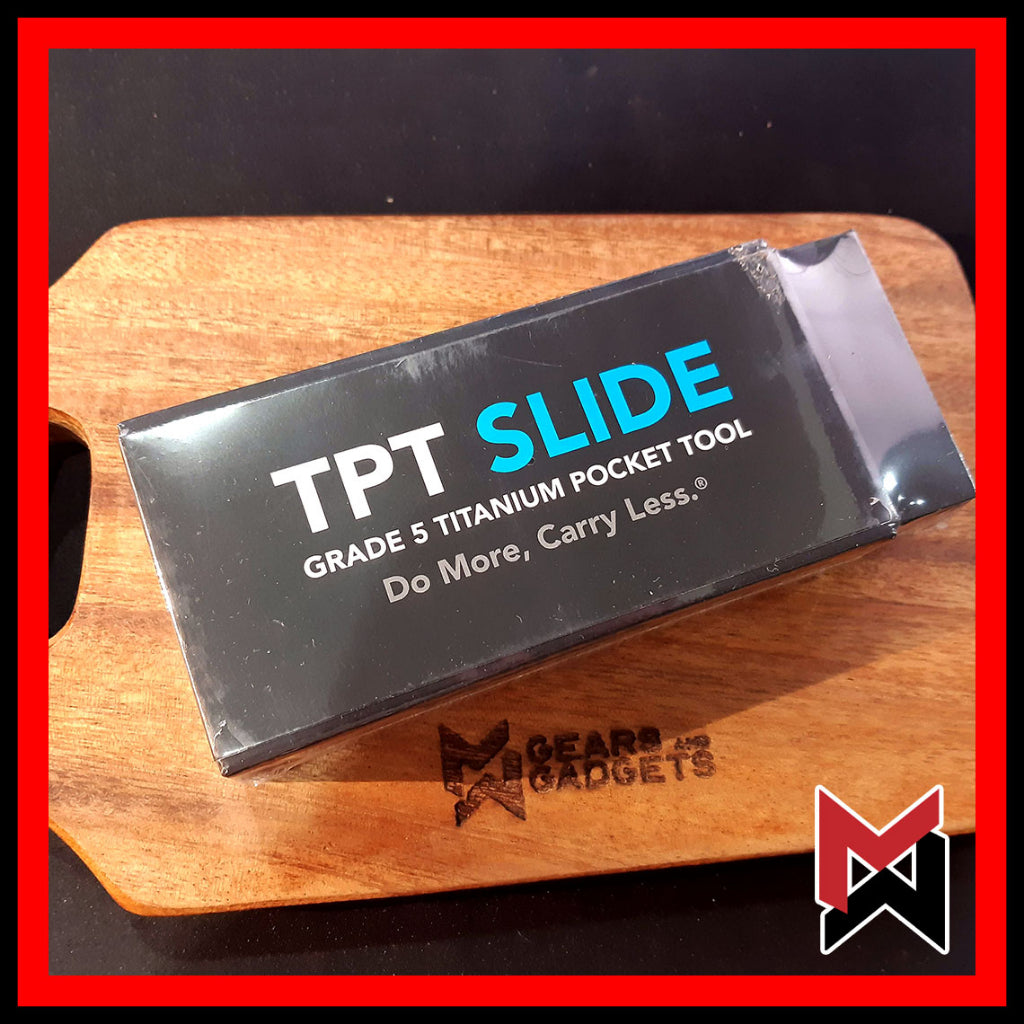 TPT SLIDE
GRADE 5 TITANIUM POCKET TOOL
Do More, Carry Less.®
GEARS AND
GADGETS